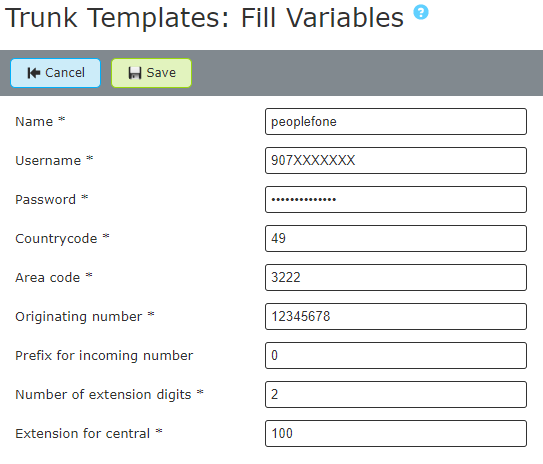 Trunk Templates: Fill Variables ?
Cancel Save
Name * peoplefone
Username * 907XXXXXXX
Password * ••••••••••••••
Countrycode * 49
Area code * 3222
Originating number * 12345678
Prefix for incoming number 0
Number of extension digits * 2
Extension for central * 100